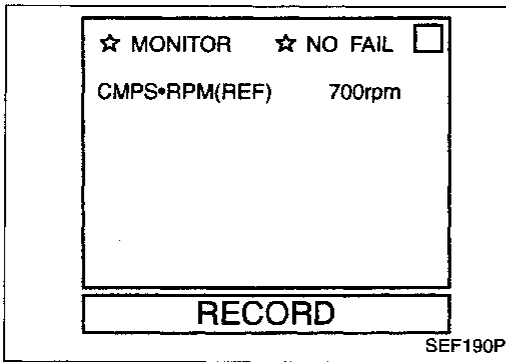 ☆ MONITOR ☆ NO FAIL
CMPS•RPM(REF) 700rpm
RECORD
SEF190P